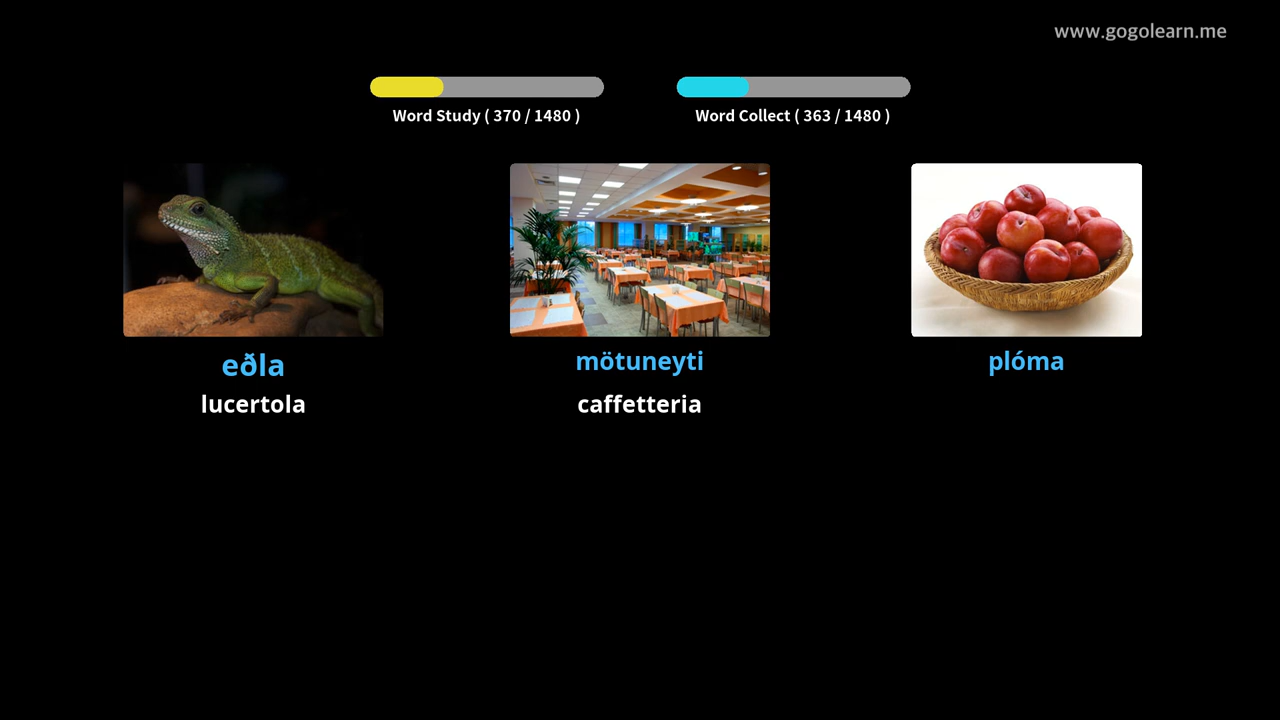 www.gogolearn.me
Word Study ( 370 / 1480 )
Word Collect ( 363 / 1480 )
eðla
mötuneyti
plóma
lucertola
caffetteria